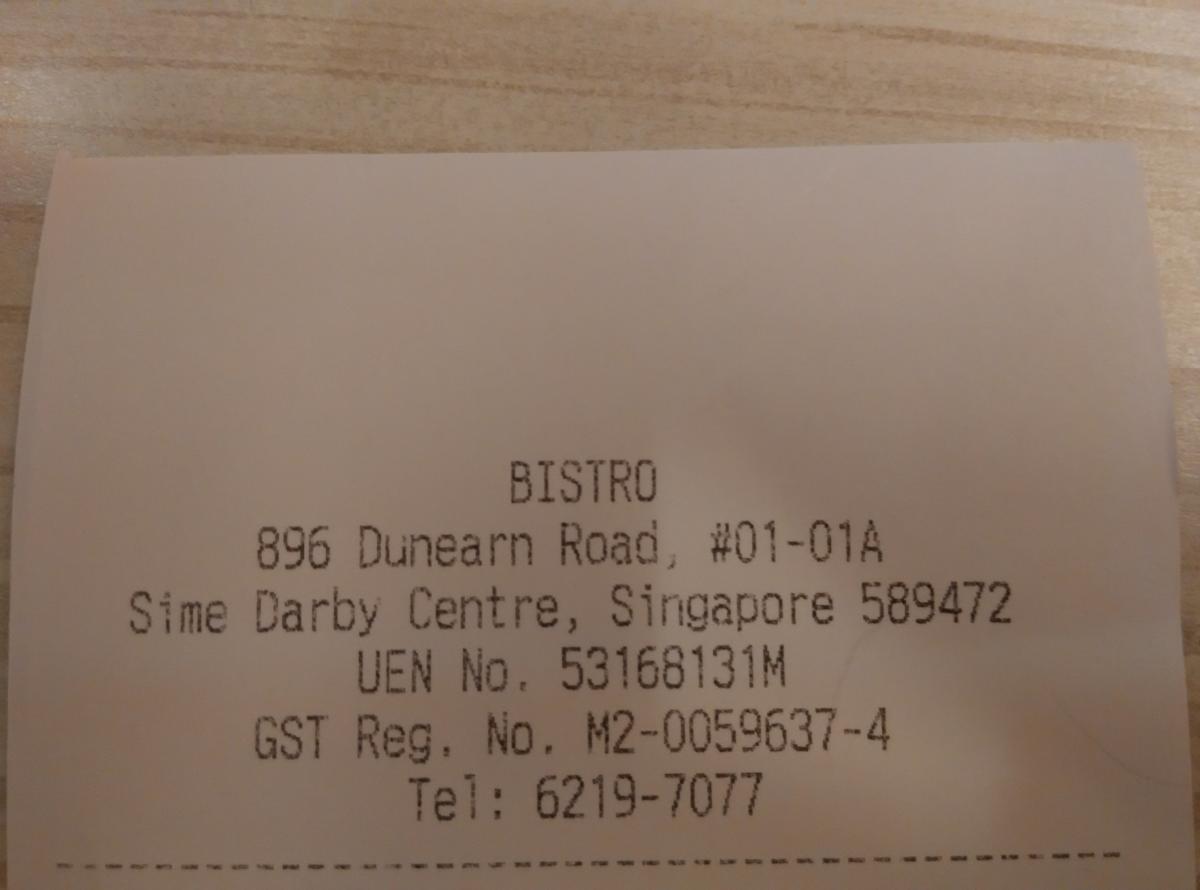 BISTRO
896 Dunearn Road, #01-01A
Sime Darby Centre, Singapore 589472
UEN No. 53168131M
GST Reg. No. M2-0059637-4
Tel: 6219-7077